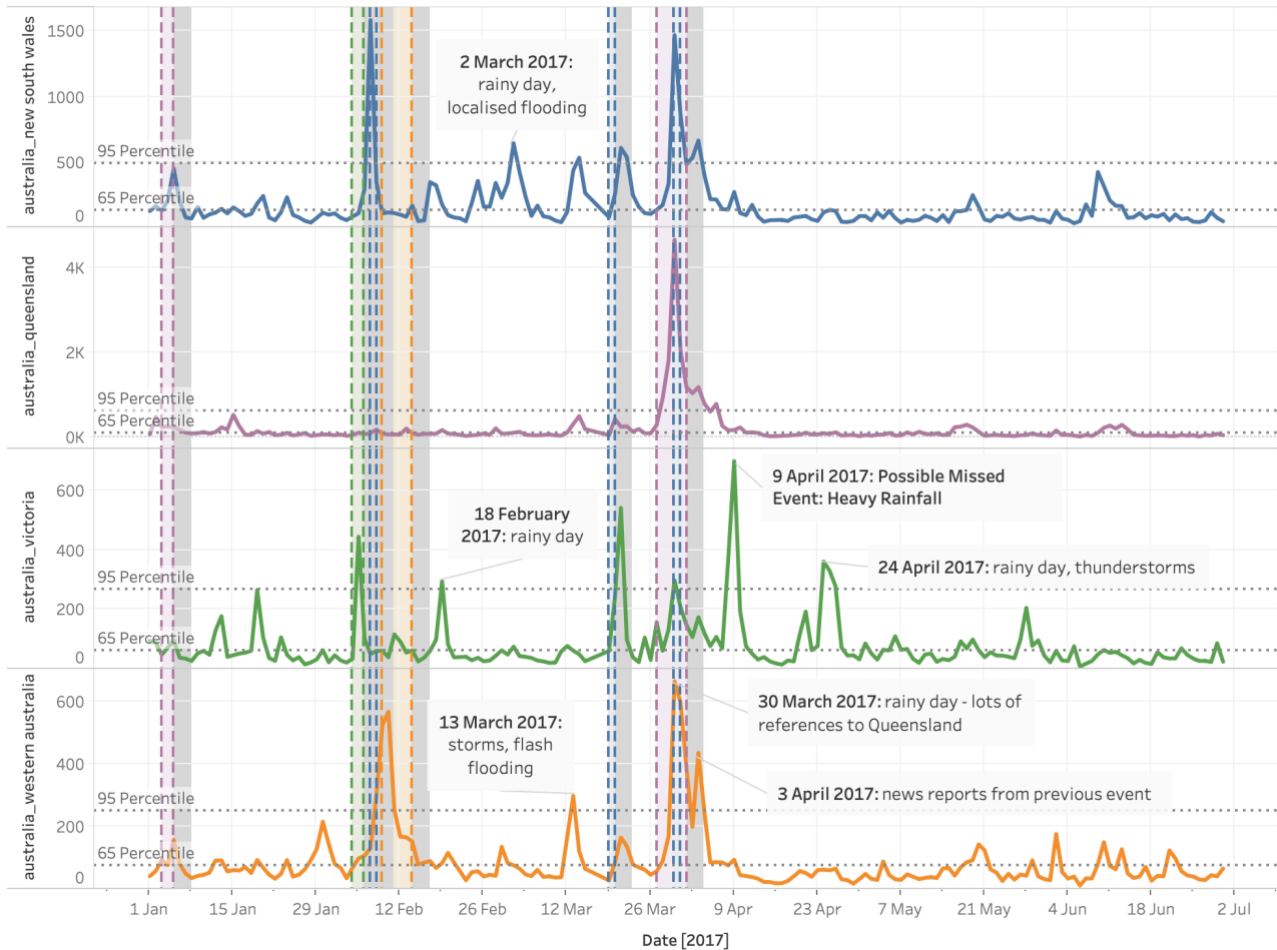 australia_new south wales
1500
1000
500
0
95 Percentile
65 Percentile
2 March 2017:
rainy day,
localised flooding
australia_queensland
4K
2K
0K
95 Percentile
65 Percentile
australia_victoria
600
400
200
0
95 Percentile
65 Percentile
18 February
2017: rainy day
9 April 2017: Possible Missed
Event: Heavy Rainfall
24 April 2017: rainy day, thunderstorms
australia_western australia
600
400
200
0
95 Percentile
65 Percentile
13 March 2017:
storms, flash
flooding
30 March 2017: rainy day - lots of
references to Queensland
3 April 2017: news reports from previous event
1 Jan 15 Jan 29 Jan 12 Feb 26 Feb 12 Mar 26 Mar 9 Apr 23 Apr 7 May 21 May 4 Jun 18 Jun 2 Jul
Date [2017]